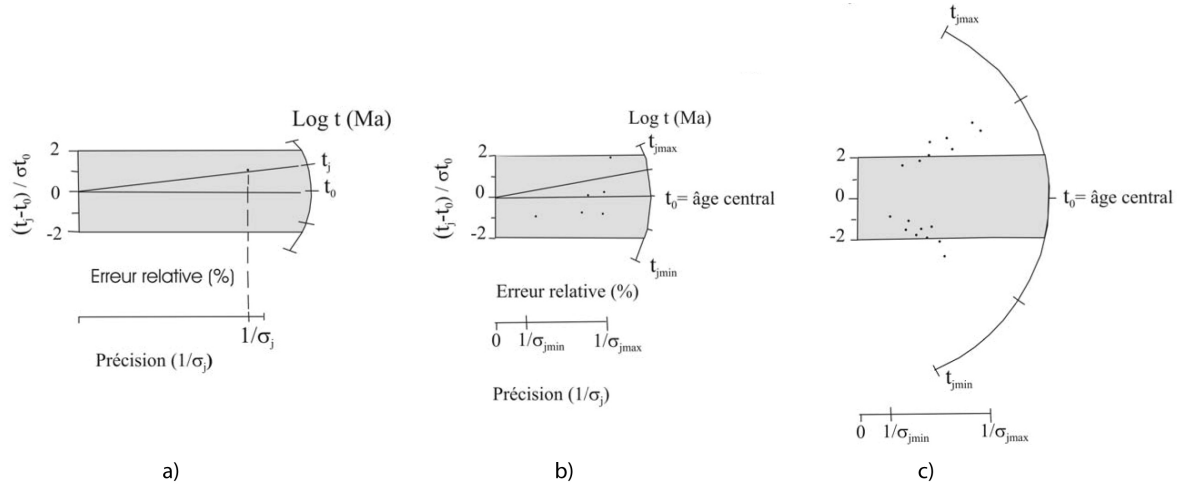 Log t (Ma)
2
0
-2
(tⱼ-t₀) / σt₀
tⱼ
t₀
Erreur relative (%)
1/σⱼ
Précision (1/σⱼ)
a)
Log t (Ma)
2
0
-2
(tⱼ-t₀) / σt₀
tjmax
t₀= âge central
tjmin
Erreur relative (%)
0
1/σjmin
1/σjmax
Précision (1/σⱼ)
b)
tjmax
2
0
-2
t₀= âge central
tjmin
0
1/σjmin
1/σjmax
c)